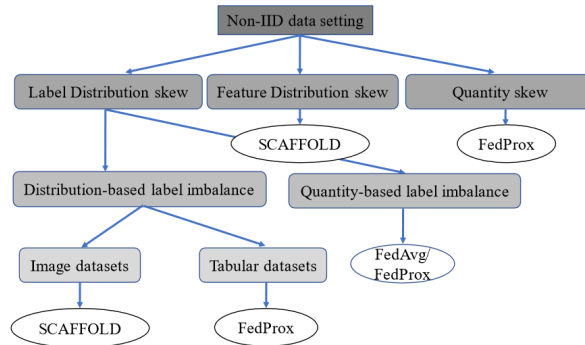 Non-IID data setting
Label Distribution skew
Feature Distribution skew
Quantity skew
SCAFFOLD
FedProx
Distribution-based label imbalance
Quantity-based label imbalance
FedAvg/
FedProx
Image datasets
Tabular datasets
SCAFFOLD
FedProx